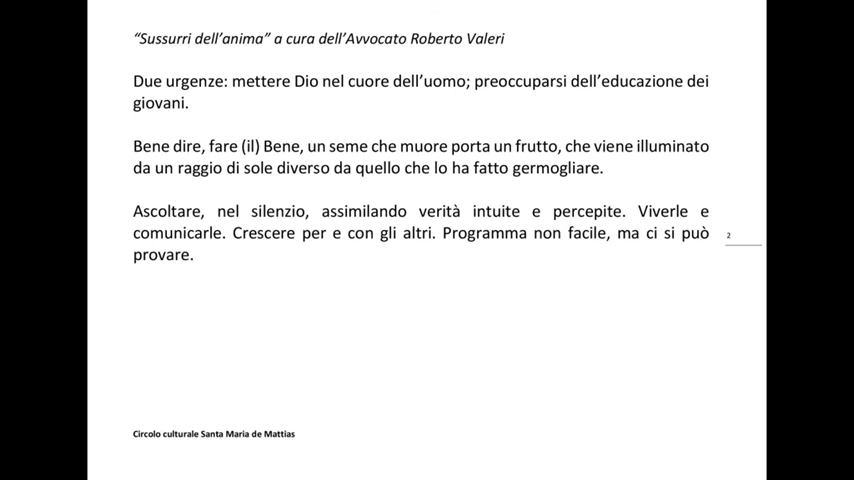 “Sussurri dell’anima” a cura dell’Avvocato Roberto Valeri
Due urgenze: mettere Dio nel cuore dell’uomo; preoccuparsi dell’educazione dei
giovani.
Bene dire, fare (il) Bene, un seme che muore porta un frutto, che viene illuminato
da un raggio di sole diverso da quello che lo ha fatto germogliare.
Ascoltare, nel silenzio, assimilando verità intuite e percepite. Viverle e
comunicarle. Crescere per e con gli altri. Programma non facile, ma ci si può
provare.
2
Circolo culturale Santa Maria de Mattias